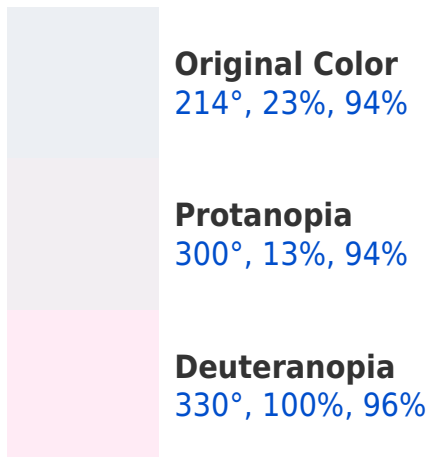 Original Color
214°, 23%, 94%
Protanopia
300°, 13%, 94%
Deuteranopia
330°, 100%, 96%